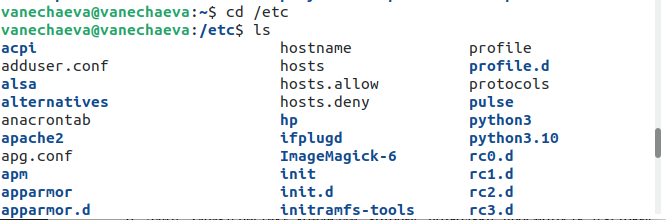 vanechaeva@vanechaeva:~$ cd /etc
vanechaeva@vanechaeva:/etc$ ls
acpi hostname profile
adduser.conf hosts profile.d
alsa hosts.allow protocols
alternatives hosts.deny pulse
anacrontab hp python3
apache2 ifplugd python3.10
apg.conf ImageMagick-6 rc0.d
apm init rc1.d
apparmor init.d rc2.d
apparmor.d initramfs-tools rc3.d